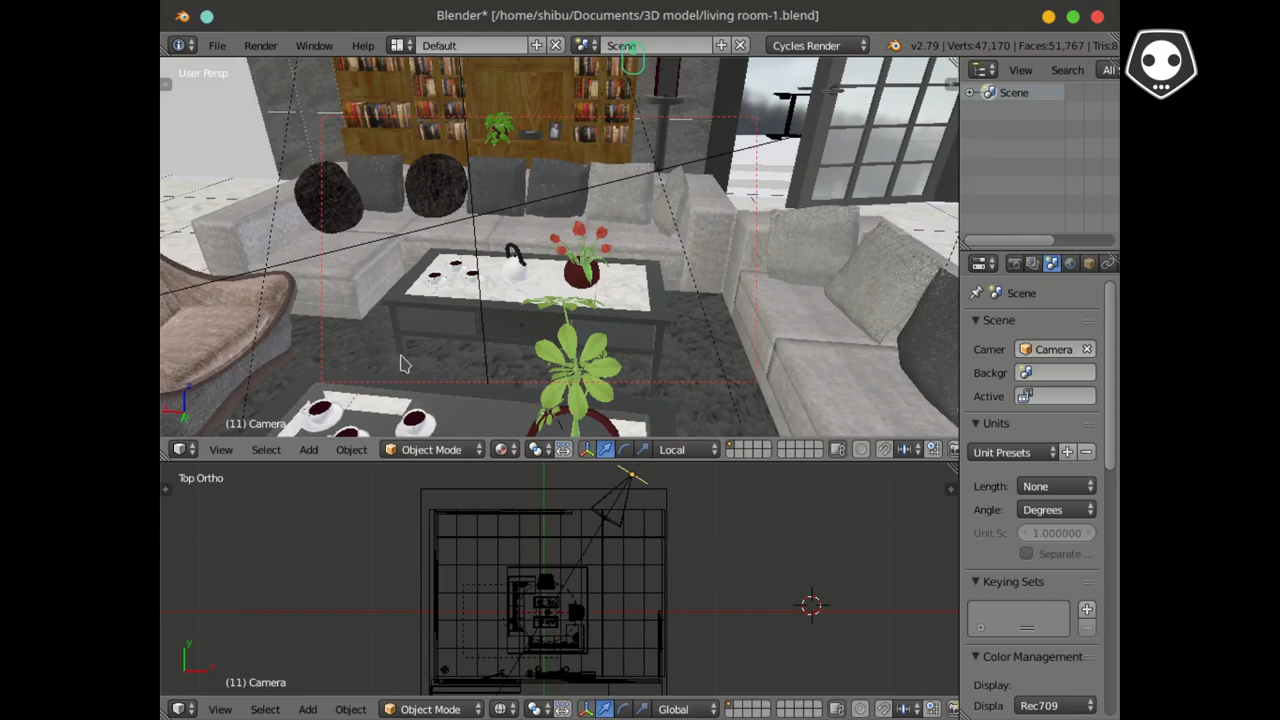 Blender* [/home/shibu/Documents/3D model/living room-1.blend]
File Render Window Help Default Scene Cycles Render v2.79 | Verts:47,170 | Faces:51,767 | Tris:8
User Persp
(11) Camera
View Select Add Object Object Mode Local
Top Ortho
y
(11) Camera
View Select Add Object Object Mode Global
View Search All
Scene
Scene
Scene
Camer Camera
Backgr
Active
Units
Unit Presets
Length: None
Angle: Degrees
Unit Sc 1.000000
Separate ...
Keying Sets
Color Management
Display:
Displa Rec709